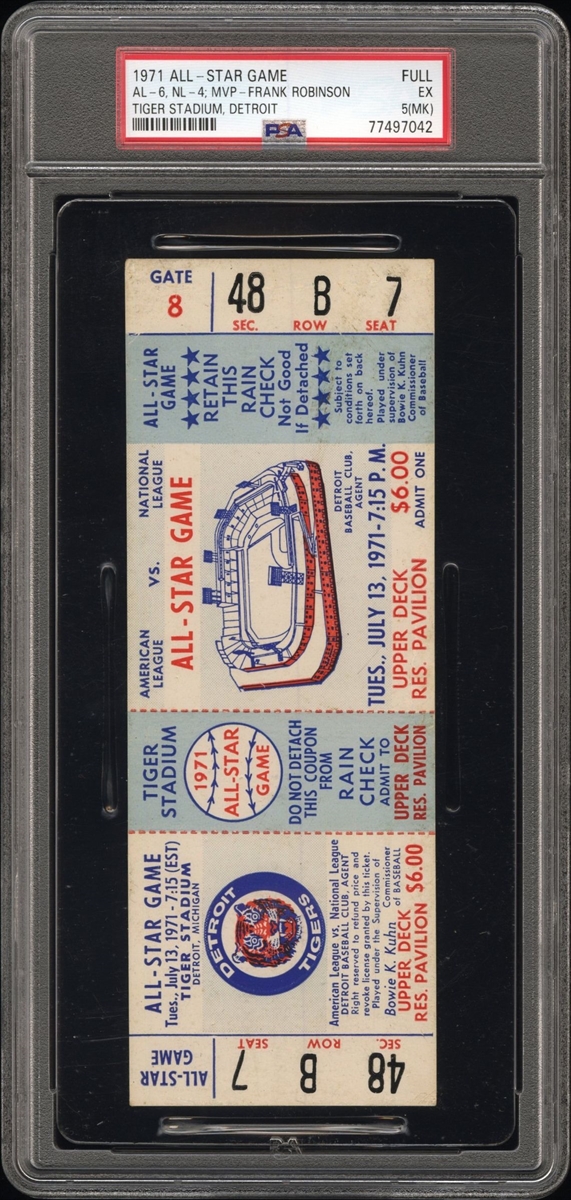 1971 ALL-STAR GAME
AL-6, NL-4; MVP-FRANK ROBINSON
TIGER STADIUM, DETROIT
FULL
EX
5(MK)
77497042
PSA
GATE
8
48
SEC.
B
ROW
7
SEAT
ALL-STAR
GAME
RETAIN
THIS
RAIN
CHECK
Not Good
If Detached
Subject to
conditions set
forth on back
hereof.
Played under
supervision of
Bowie K. Kuhn
Commissioner
of Baseball
AMERICAN
LEAGUE
VS.
NATIONAL
LEAGUE
ALL-STAR GAME
DETROIT
BASEBALL CLUB,
AGENT
TUES., JULY 13, 1971-7:15 P.M.
UPPER DECK
RES. PAVILION
$6.00
ADMIT ONE
TIGER
STADIUM
1971
ALL-STAR
GAME
DO NOT DETACH
THIS COUPON
FROM
RAIN
CHECK
ADMIT TO
UPPER DECK
RES. PAVILION
ALL-STAR GAME
Tues., July 13, 1971 - 7:15 (EST)
TIGER STADIUM
DETROIT, MICHIGAN
DETROIT
TIGERS
American League vs. National League
DETROIT BASEBALL CLUB, AGENT
Right reserved to refund price and
revoke license granted by this ticket.
Played under the Supervision of
Bowie K. Kuhn Commissioner
of BASEBALL
UPPER DECK
RES. PAVILION $6.00
ALL-STAR
GAME
SEAT
7
ROW
B
SEC.
48
PSA